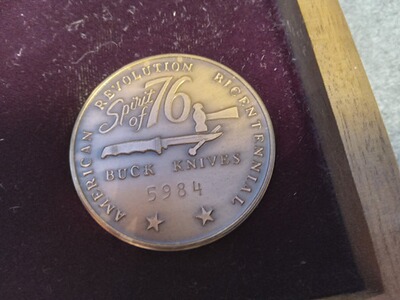 AMERICAN REVOLUTION BICENTENNIAL
Spirit
of 76
BUCK KNIVES
5984